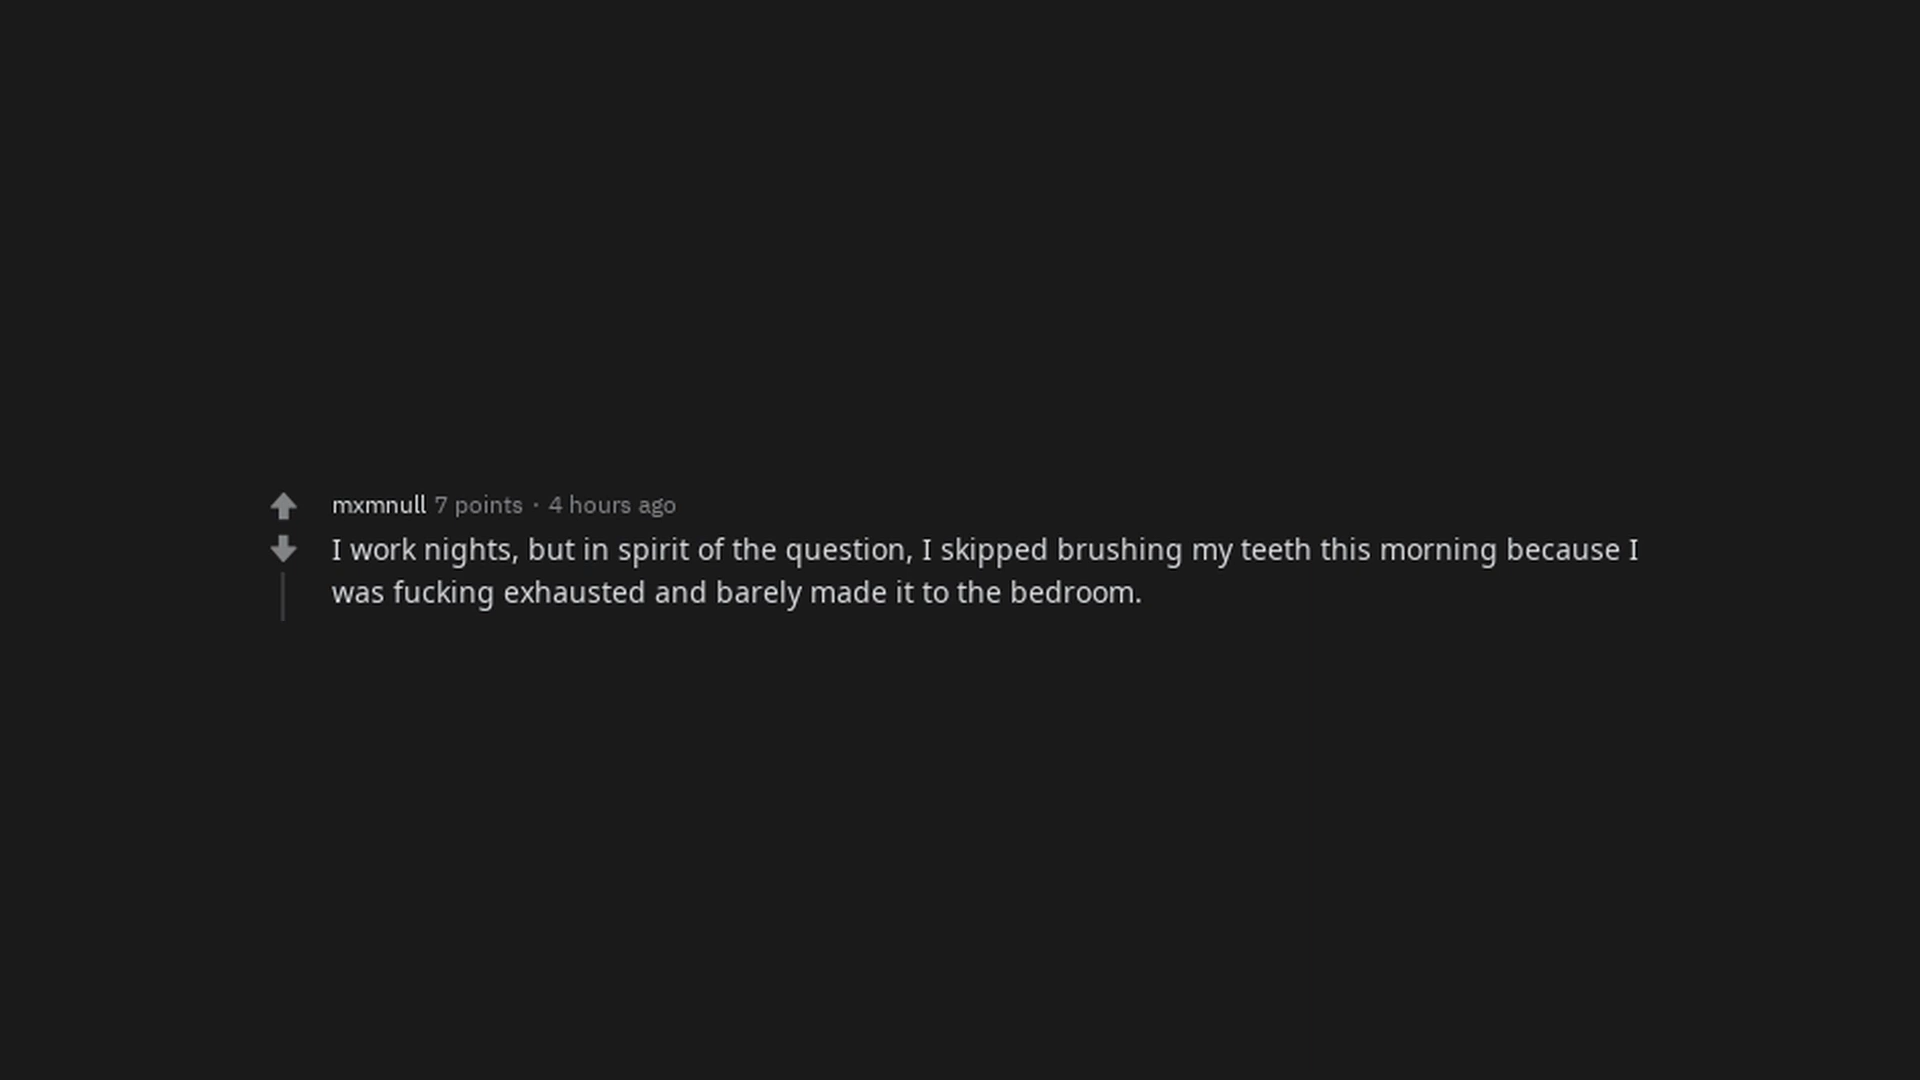 mxmnull 7 points · 4 hours ago
I work nights, but in spirit of the question, I skipped brushing my teeth this morning because I
was fucking exhausted and barely made it to the bedroom.